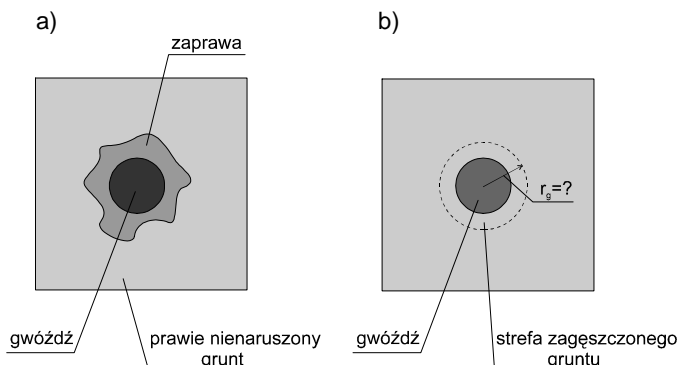 a)
zaprawa
gwóźdź
prawie nienaruszony
grunt
b)
r_g=?
gwóźdź
strefa zagęszczonego
gruntu